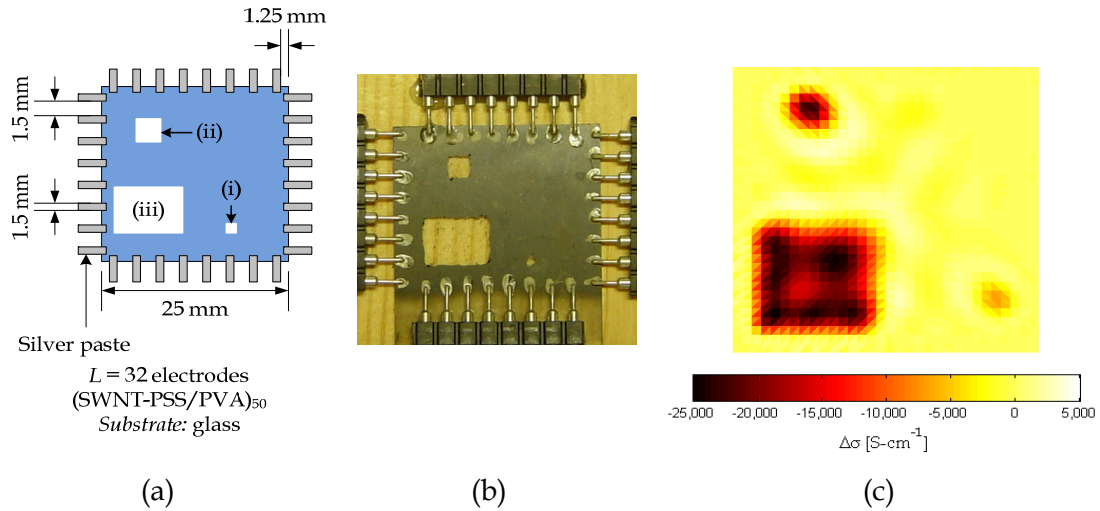 1.25 mm
1.5 mm
(ii)
(i)
1.5 mm
(iii)
25 mm
Silver paste
L = 32 electrodes
(SWNT-PSS/PVA)50
Substrate: glass
-25,000 -20,000 -15,000 -10,000 -5,000 0 5,000
Δσ [S-cm-1]
(a) (b) (c)